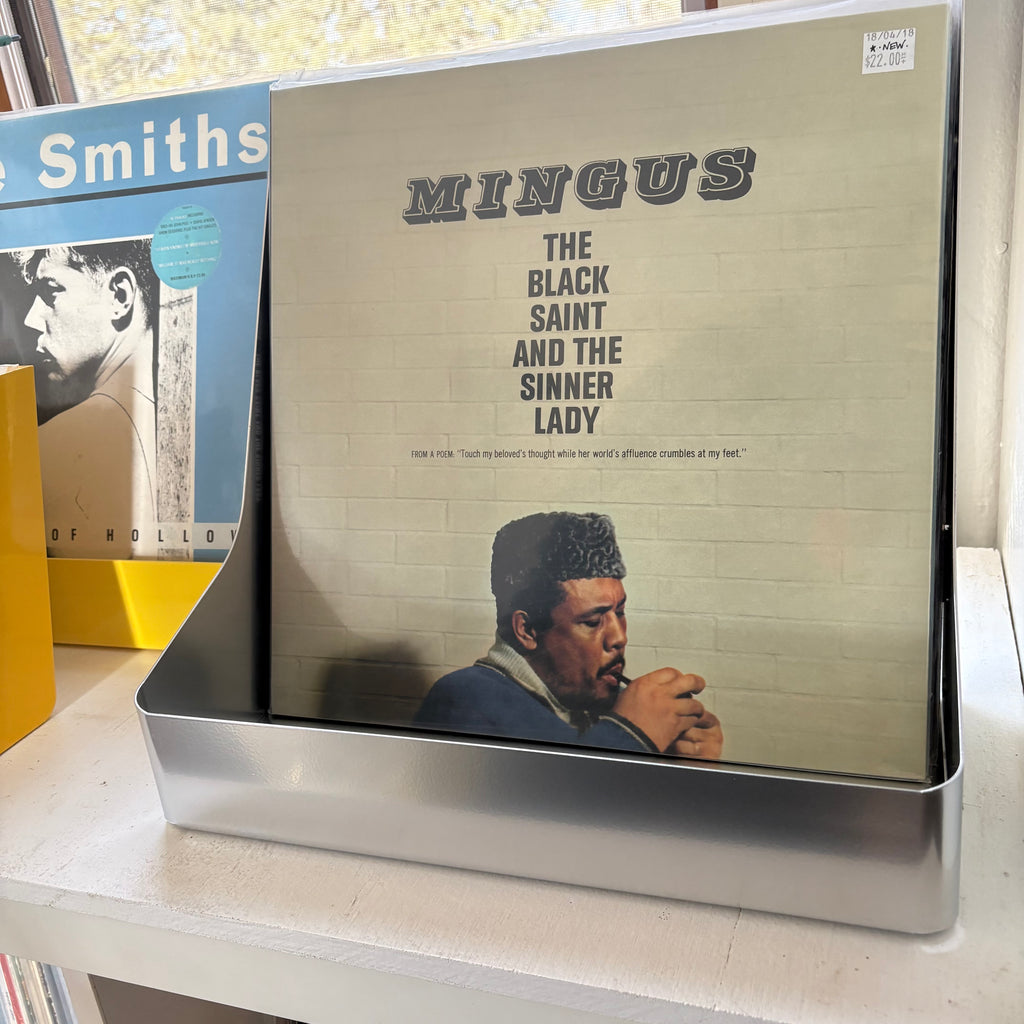 e Smiths
OF HOLLOW
18/04/18
*·NEW·
$22.00
MINGUS
THE
BLACK
SAINT
AND THE
SINNER
LADY
FROM A POEM: "Touch my beloved's thought while her world's affluence crumbles at my feet."